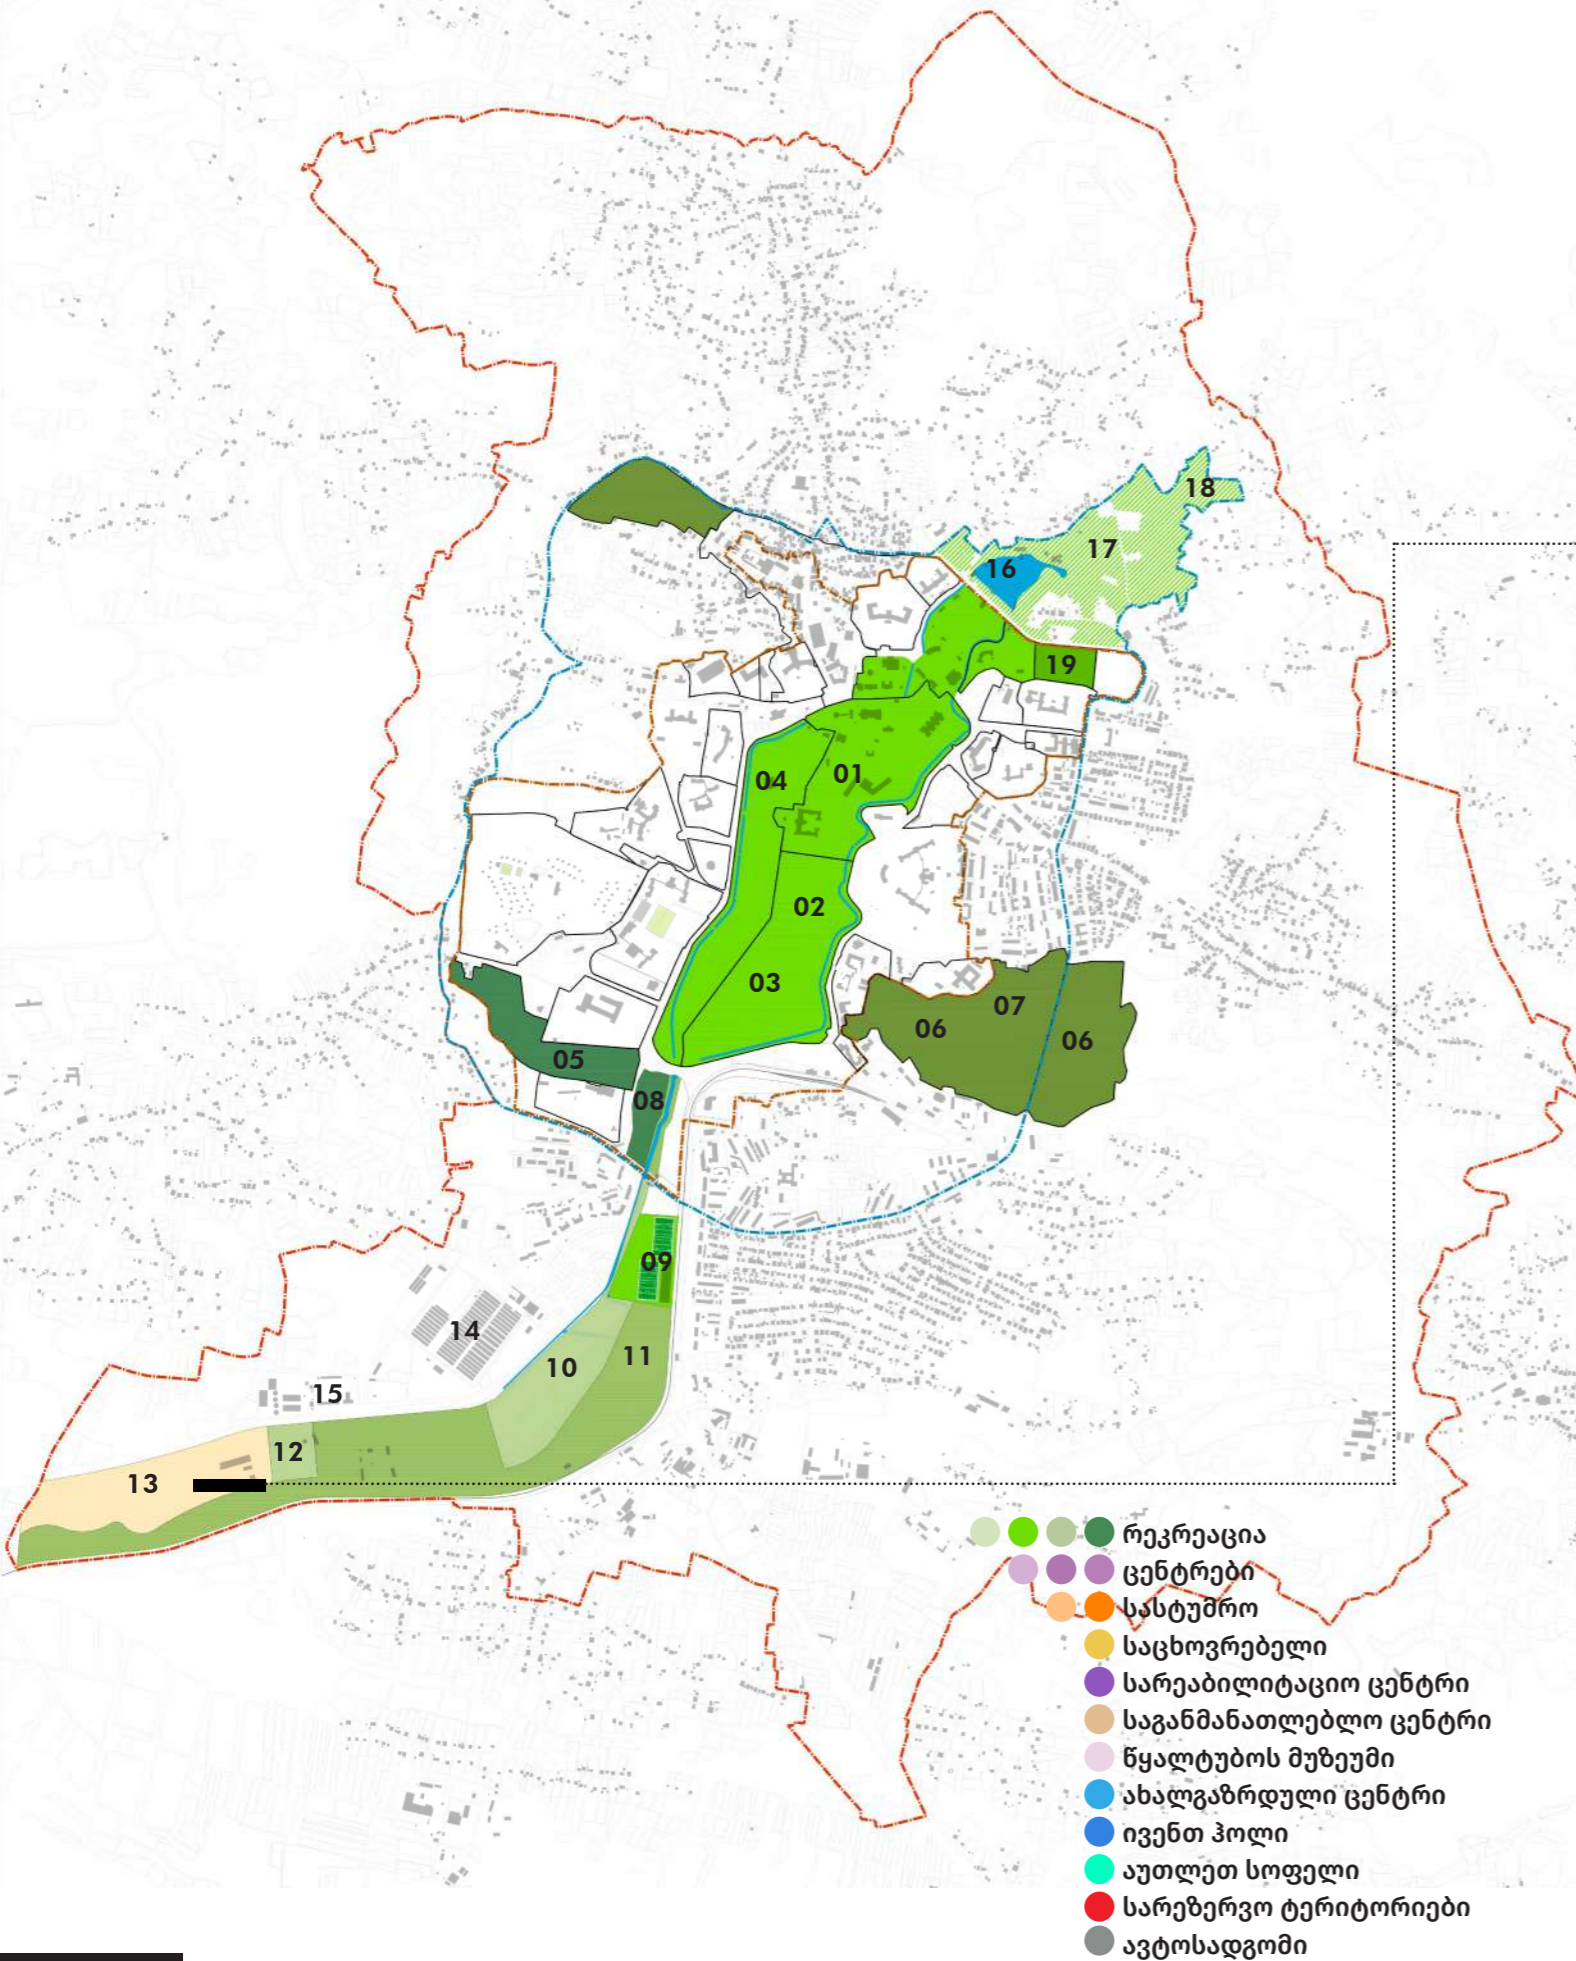 18
17
16
19
04
01
02
03
07
06
06
05
08
09
14
11
10
15
12
13
რეკრეაცია
ცენტრები
სასტუმრო
საცხოვრებელი
სარეაბილიტაციო ცენტრი
საგანმანათლებლო ცენტრი
წყალტუბოს მუზეუმი
ახალგაზრდული ცენტრი
ივენთ ჰოლი
აუთლეთ სოფელი
სარეზერვო ტერიტორიები
ავტოსადგომი